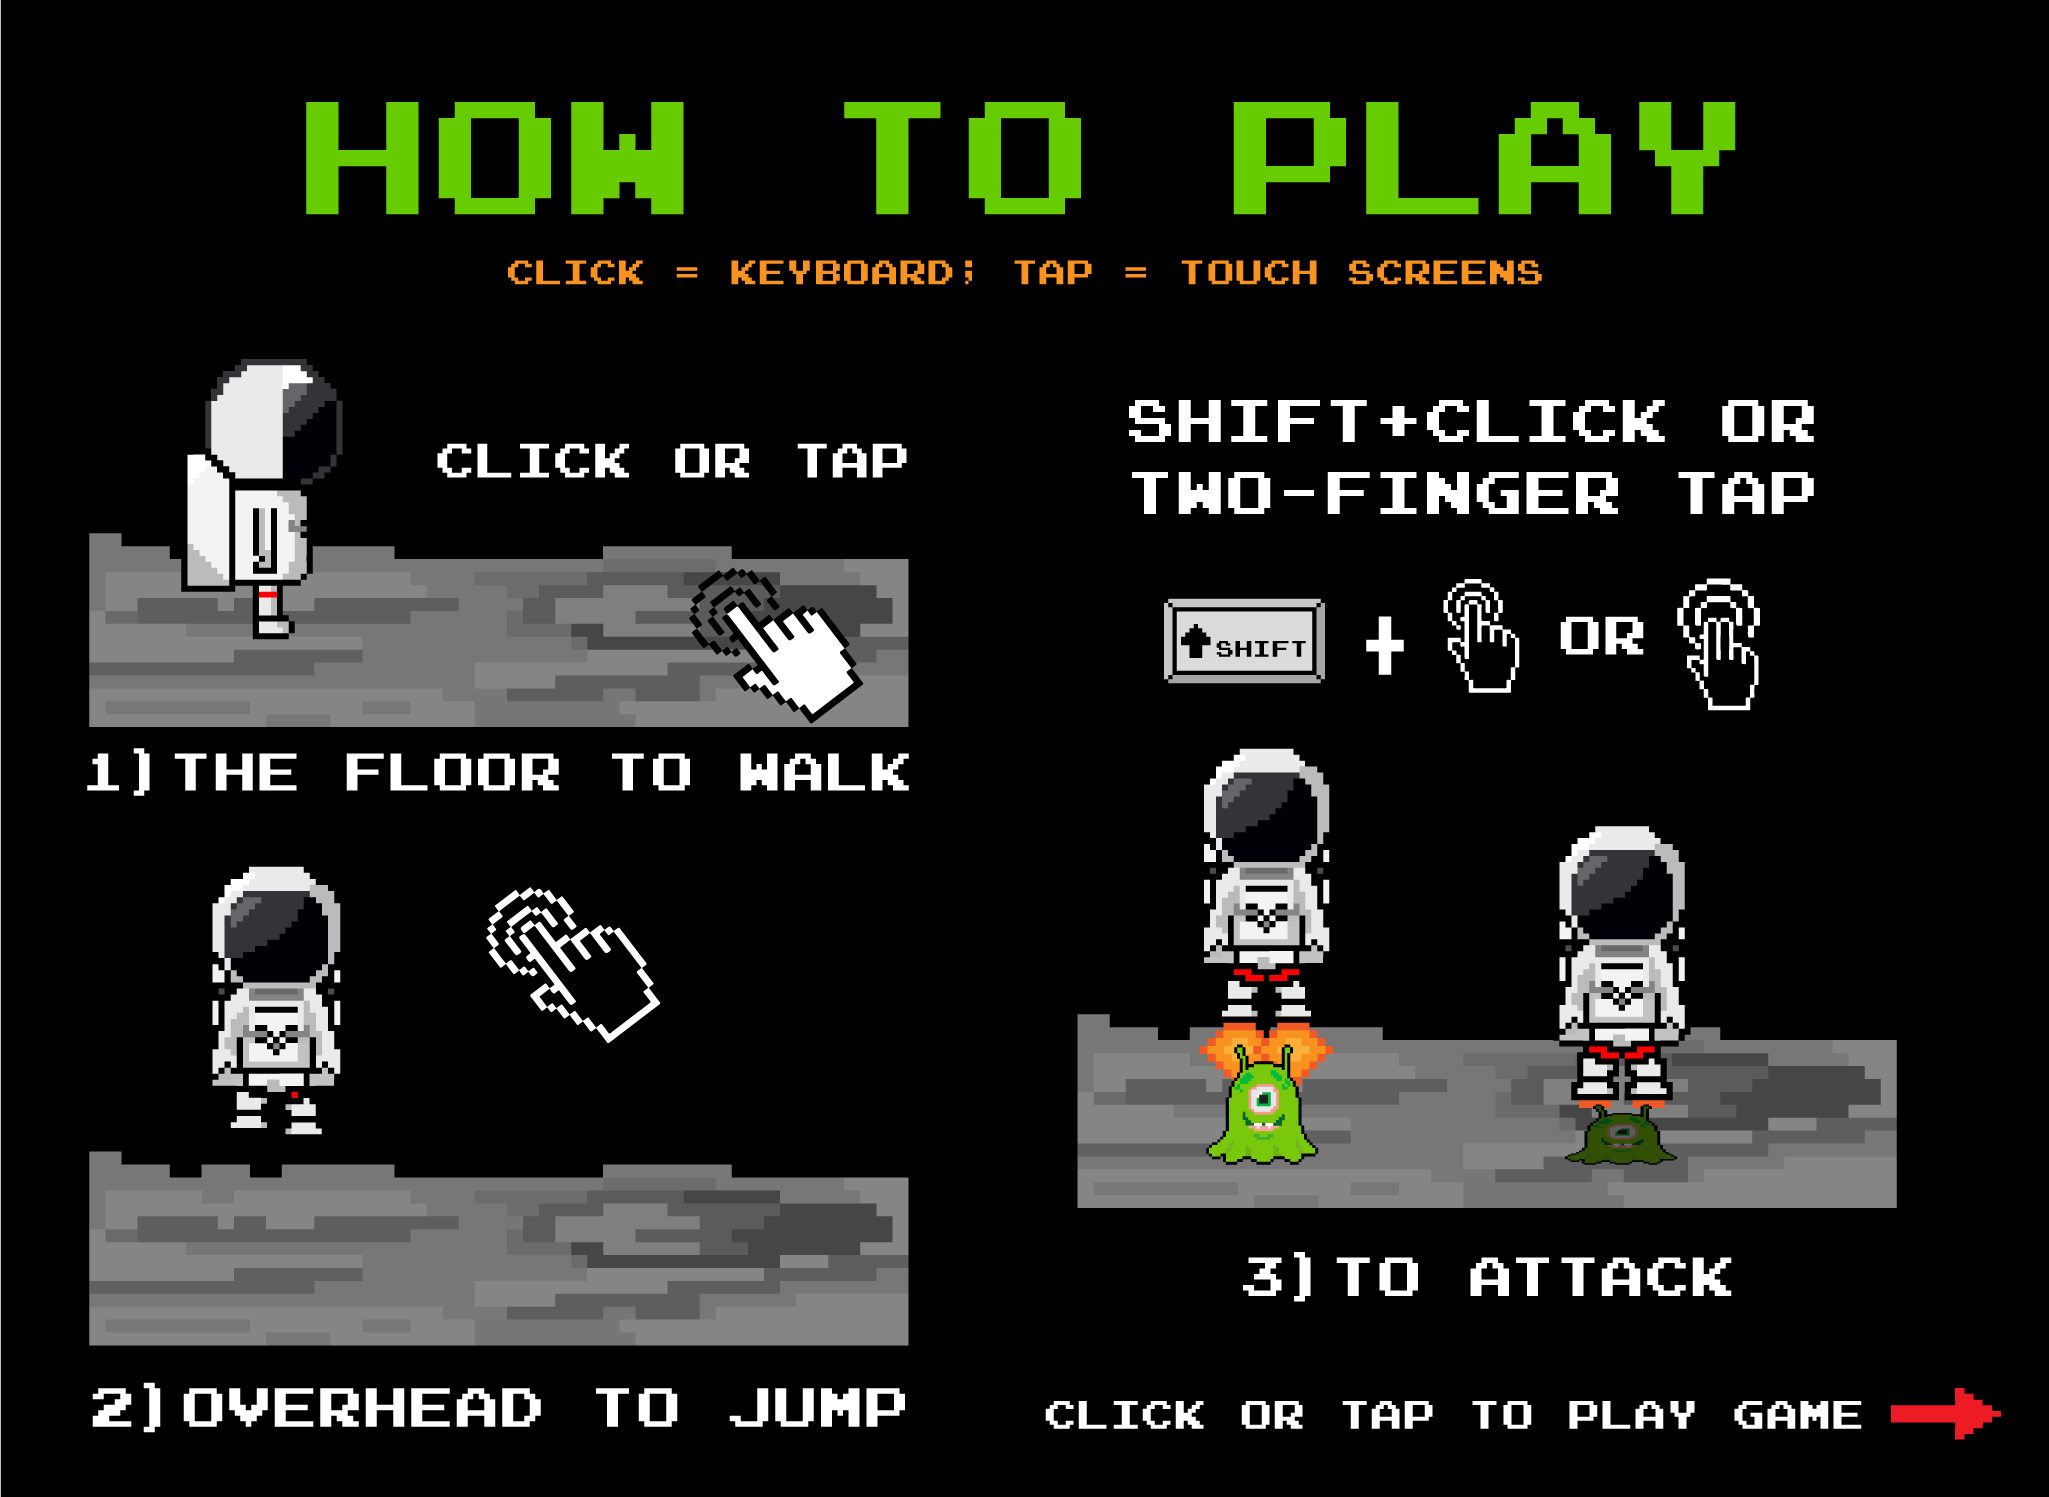 HOW TO PLAY
CLICK = KEYBOARD; TAP = TOUCH SCREENS
CLICK OR TAP
1) THE FLOOR TO WALK
2) OVERHEAD TO JUMP
SHIFT+CLICK OR
TWO-FINGER TAP
SHIFT + OR
3) TO ATTACK
CLICK OR TAP TO PLAY GAME